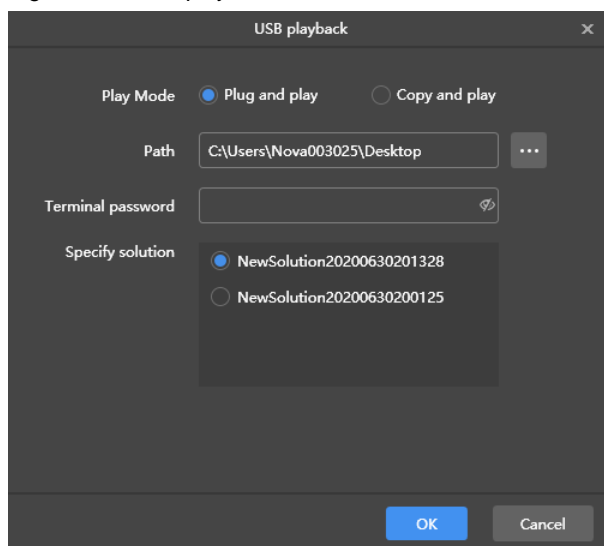 USB playback
Play Mode Plug and play Copy and play
Path C:\Users\Nova003025\Desktop ...
Terminal password
Specify solution NewSolution20200630201328
NewSolution20200630200125
OK Cancel